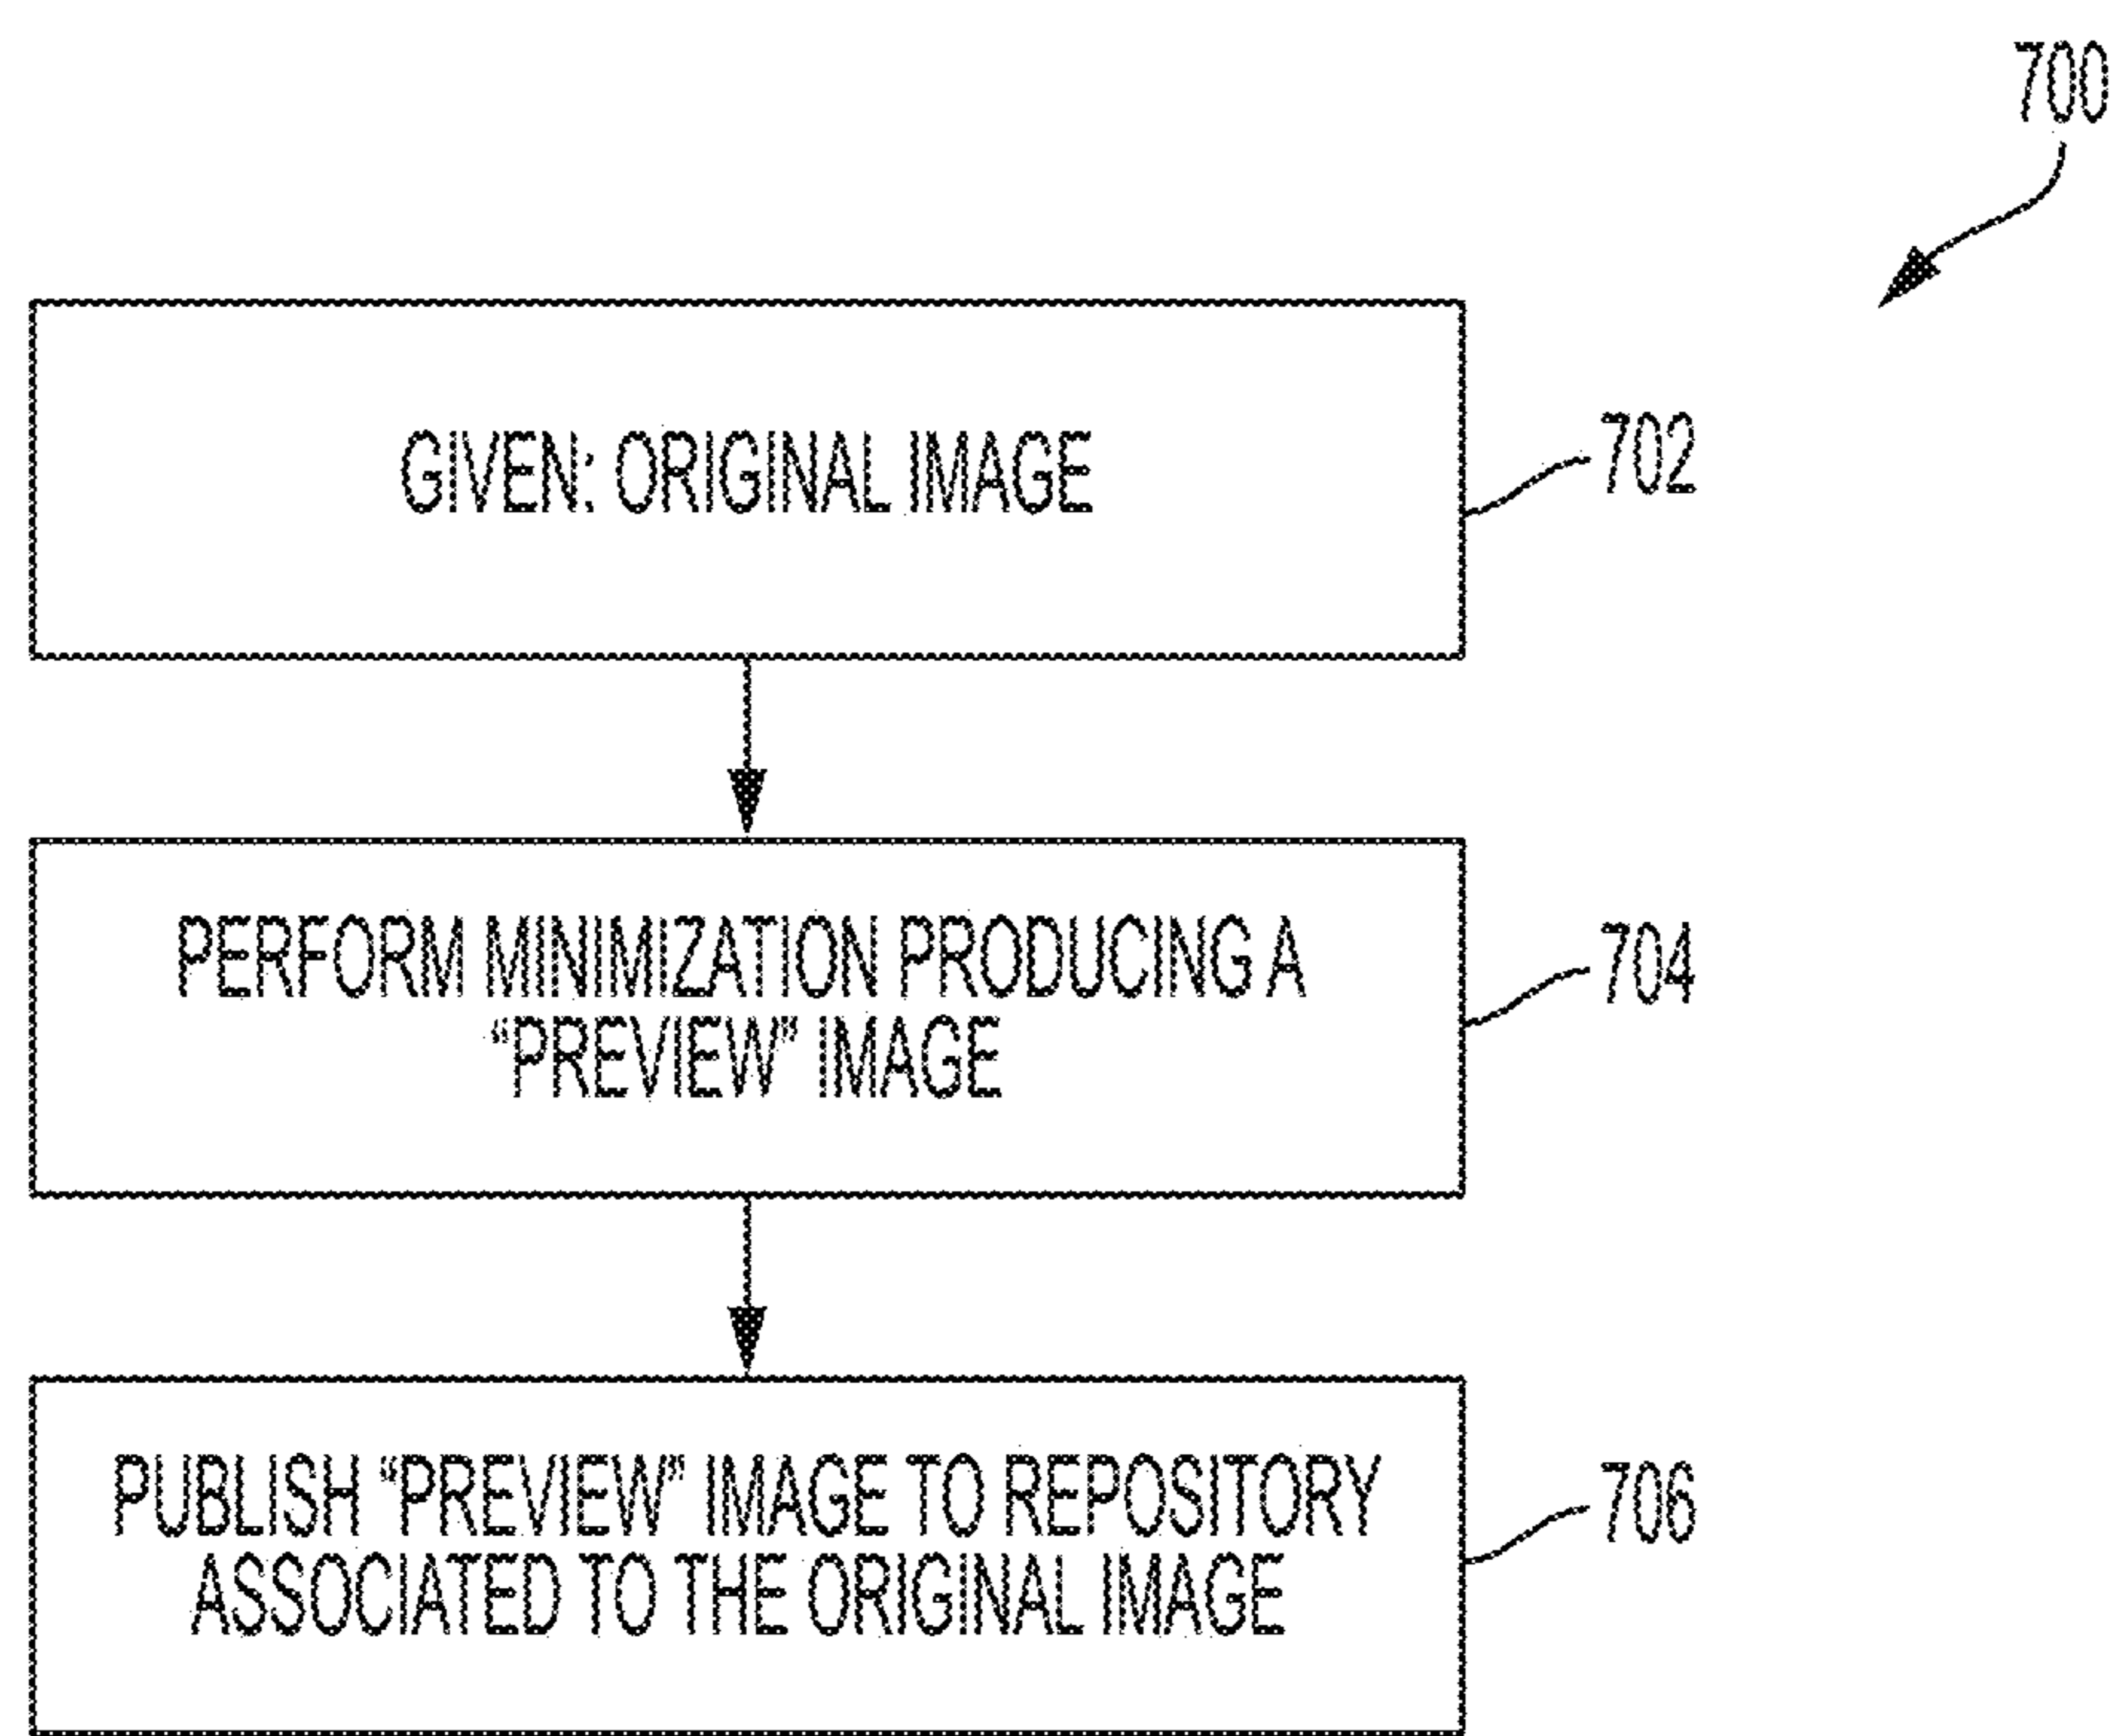 700
GIVEN: ORIGINAL IMAGE
702
PERFORM MINIMIZATION PRODUCING A
“PREVIEW” IMAGE
704
PUBLISH “PREVIEW” IMAGE TO REPOSITORY
ASSOCIATED TO THE ORIGINAL IMAGE
706